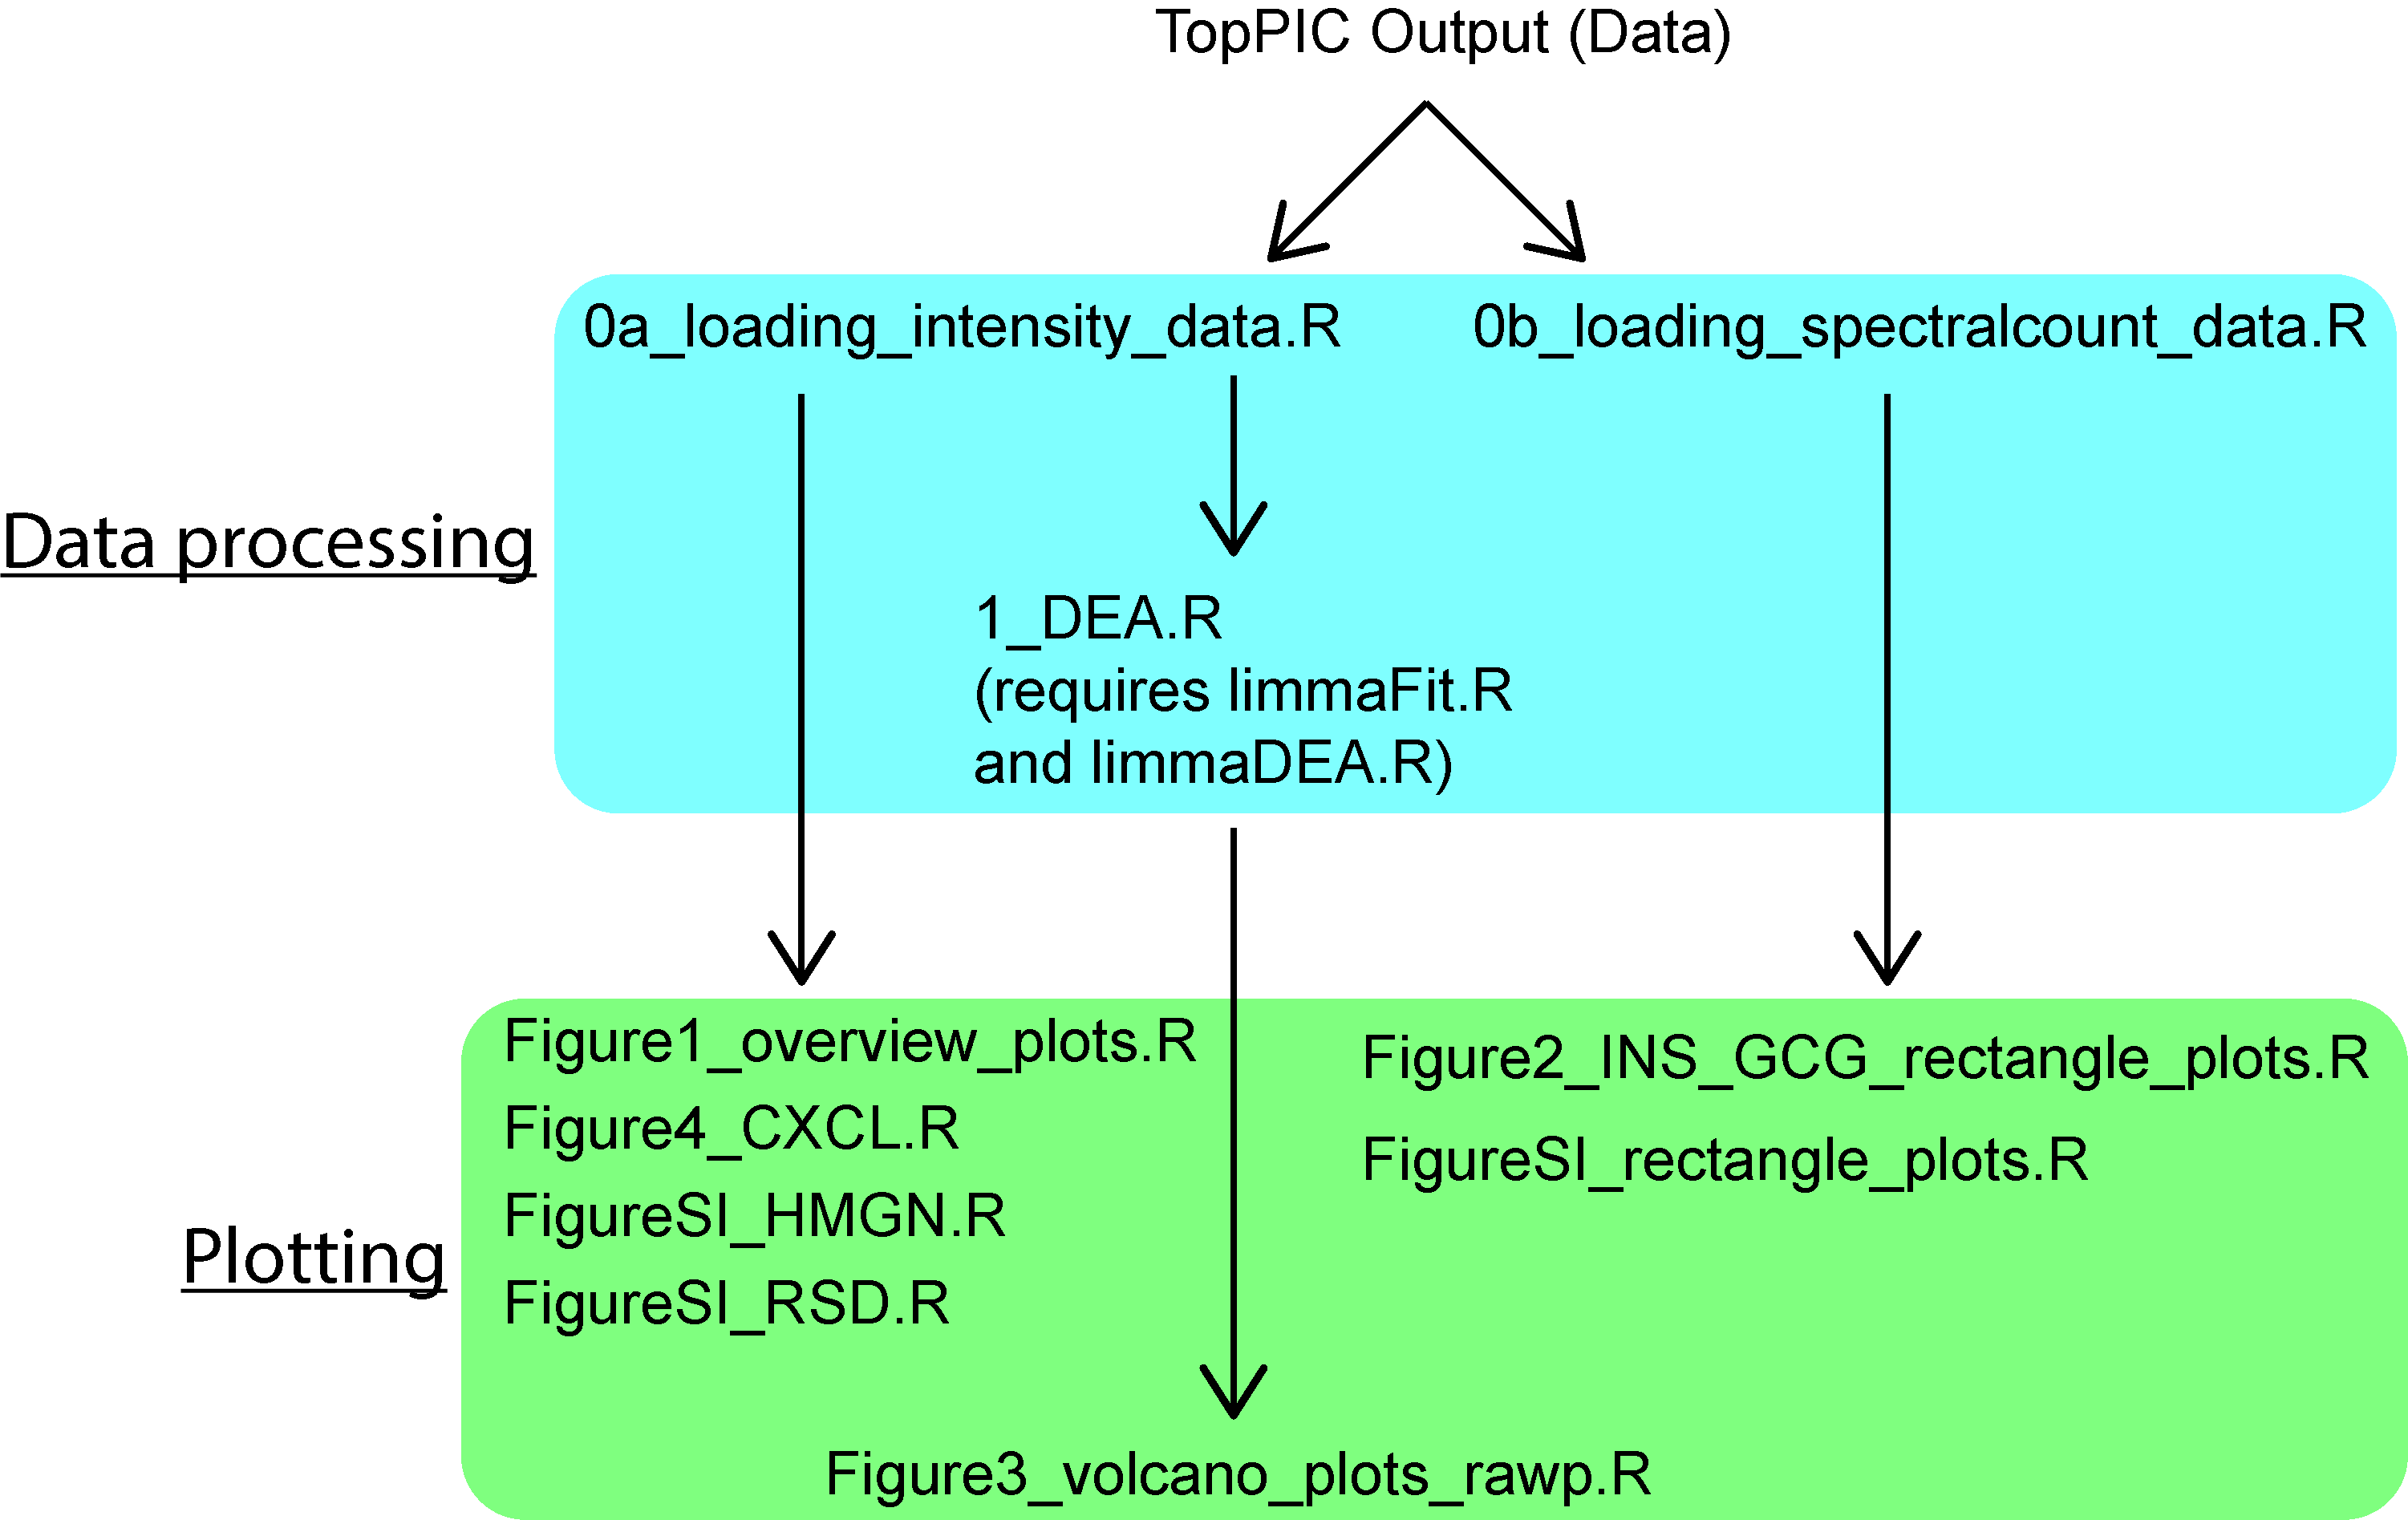 TopPIC Output (Data)
0a_loading_intensity_data.R
0b_loading_spectralcount_data.R
Data processing
1_DEA.R
(requires limmaFit.R
and limmaDEA.R)
Figure1_overview_plots.R
Figure4_CXCL.R
FigureSI_HMGN.R
FigureSI_RSD.R
Figure2_INS_GCG_rectangle_plots.R
FigureSI_rectangle_plots.R
Plotting
Figure3_volcano_plots_rawp.R